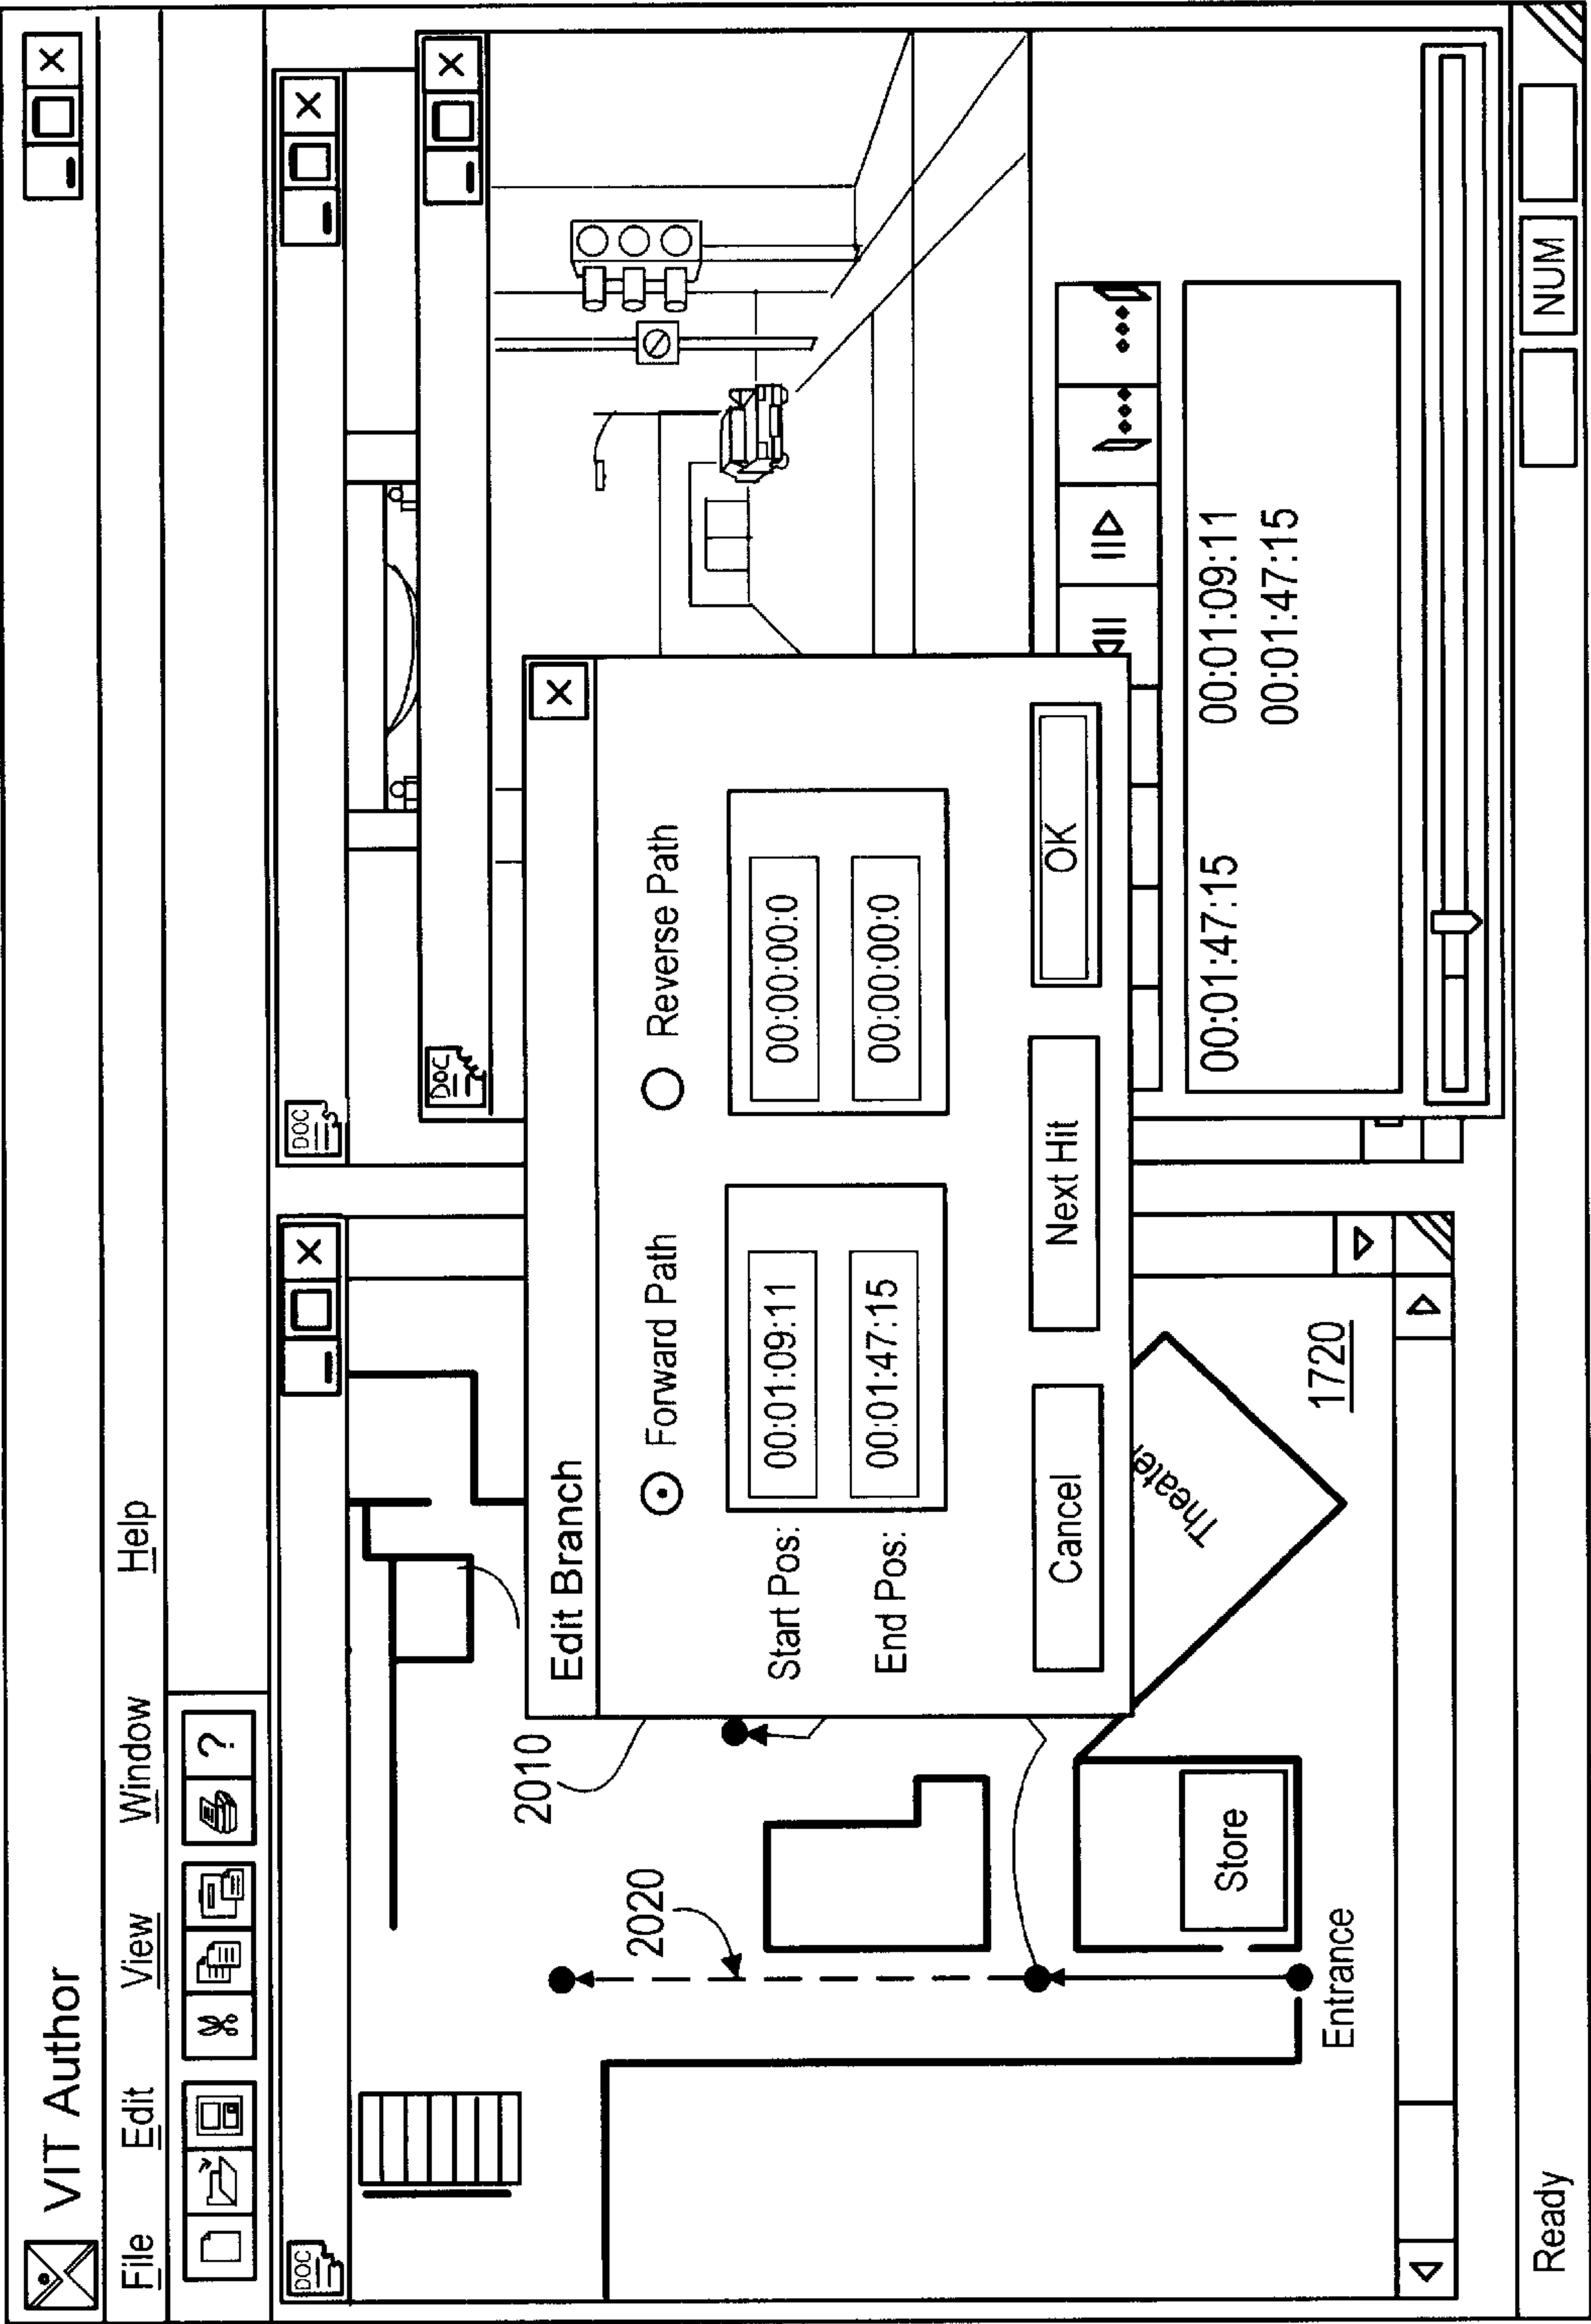 VIT Author
File Edit View Window Help
DOC
DOC
DOC
2010
2020
Edit Branch
Forward Path
Reverse Path
Start Pos:
00:01:09:11
00:00:00:0
End Pos:
00:01:47:15
00:00:00:0
Cancel
Next Hit
OK
Theater
Store
Entrance
1720
00:01:47:15
00:01:09:11
00:01:47:15
Ready
NUM